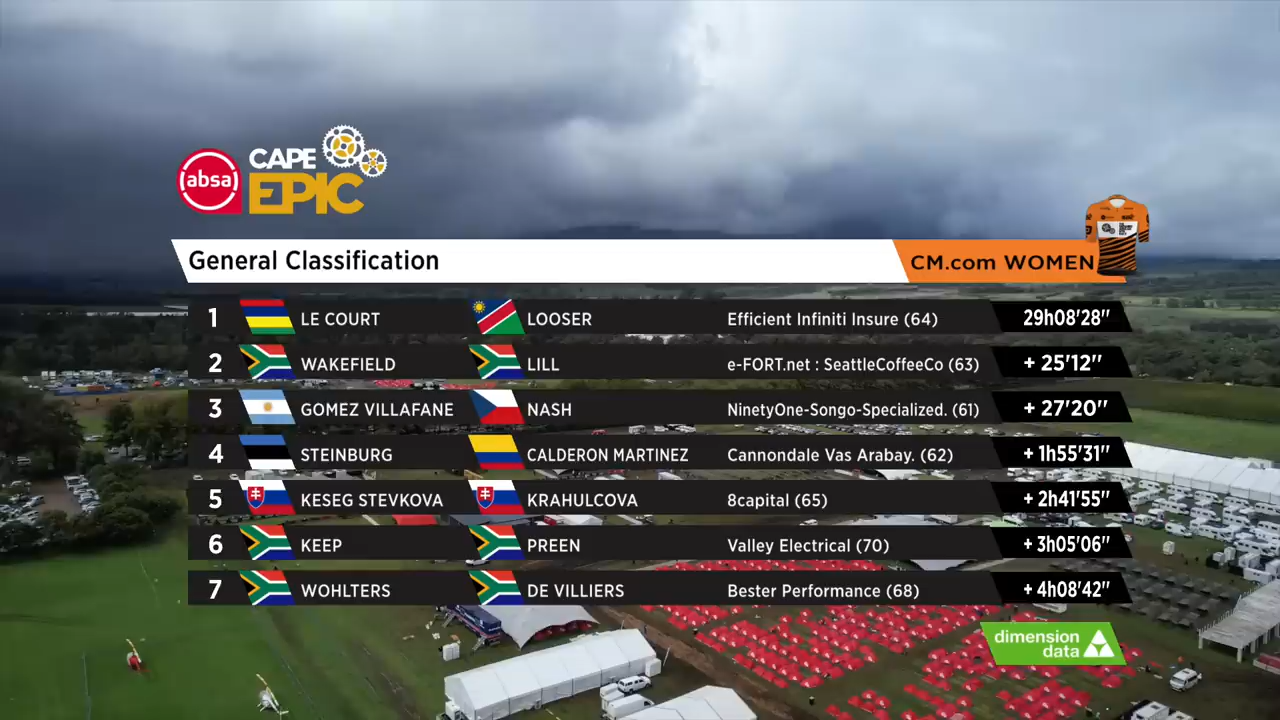 absa CAPE EPIC
General Classification CM.com WOMEN
1 LE COURT LOOSER Efficient Infiniti Insure (64) 29h08'28"
2 WAKEFIELD LILL e-FORT.net : SeattleCoffeeCo (63) + 25'12"
3 GOMEZ VILLAFANE NASH NinetyOne-Songo-Specialized. (61) + 27'20"
4 STEINBURG CALDERON MARTINEZ Cannondale Vas Arabay. (62) + 1h55'31"
5 KESEG STEVKOVA KRAHULCOVA 8capital (65) + 2h41'55"
6 KEEP PREEN Valley Electrical (70) + 3h05'06"
7 WOHLTERS DE VILLIERS Bester Performance (68) + 4h08'42"
dimension
data